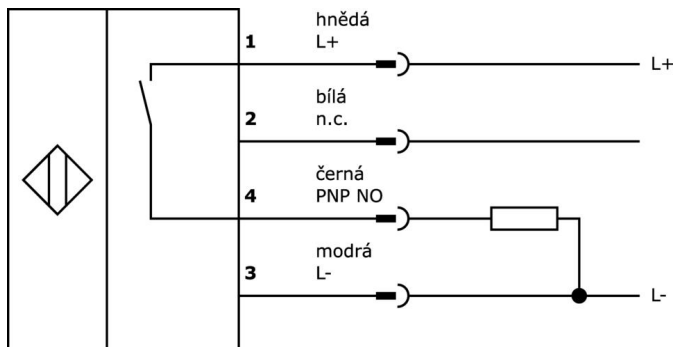 hnědá
1 L+
L+
bílá
2 n.c.
černá
4 PNP NO
modrá
3 L-
L-